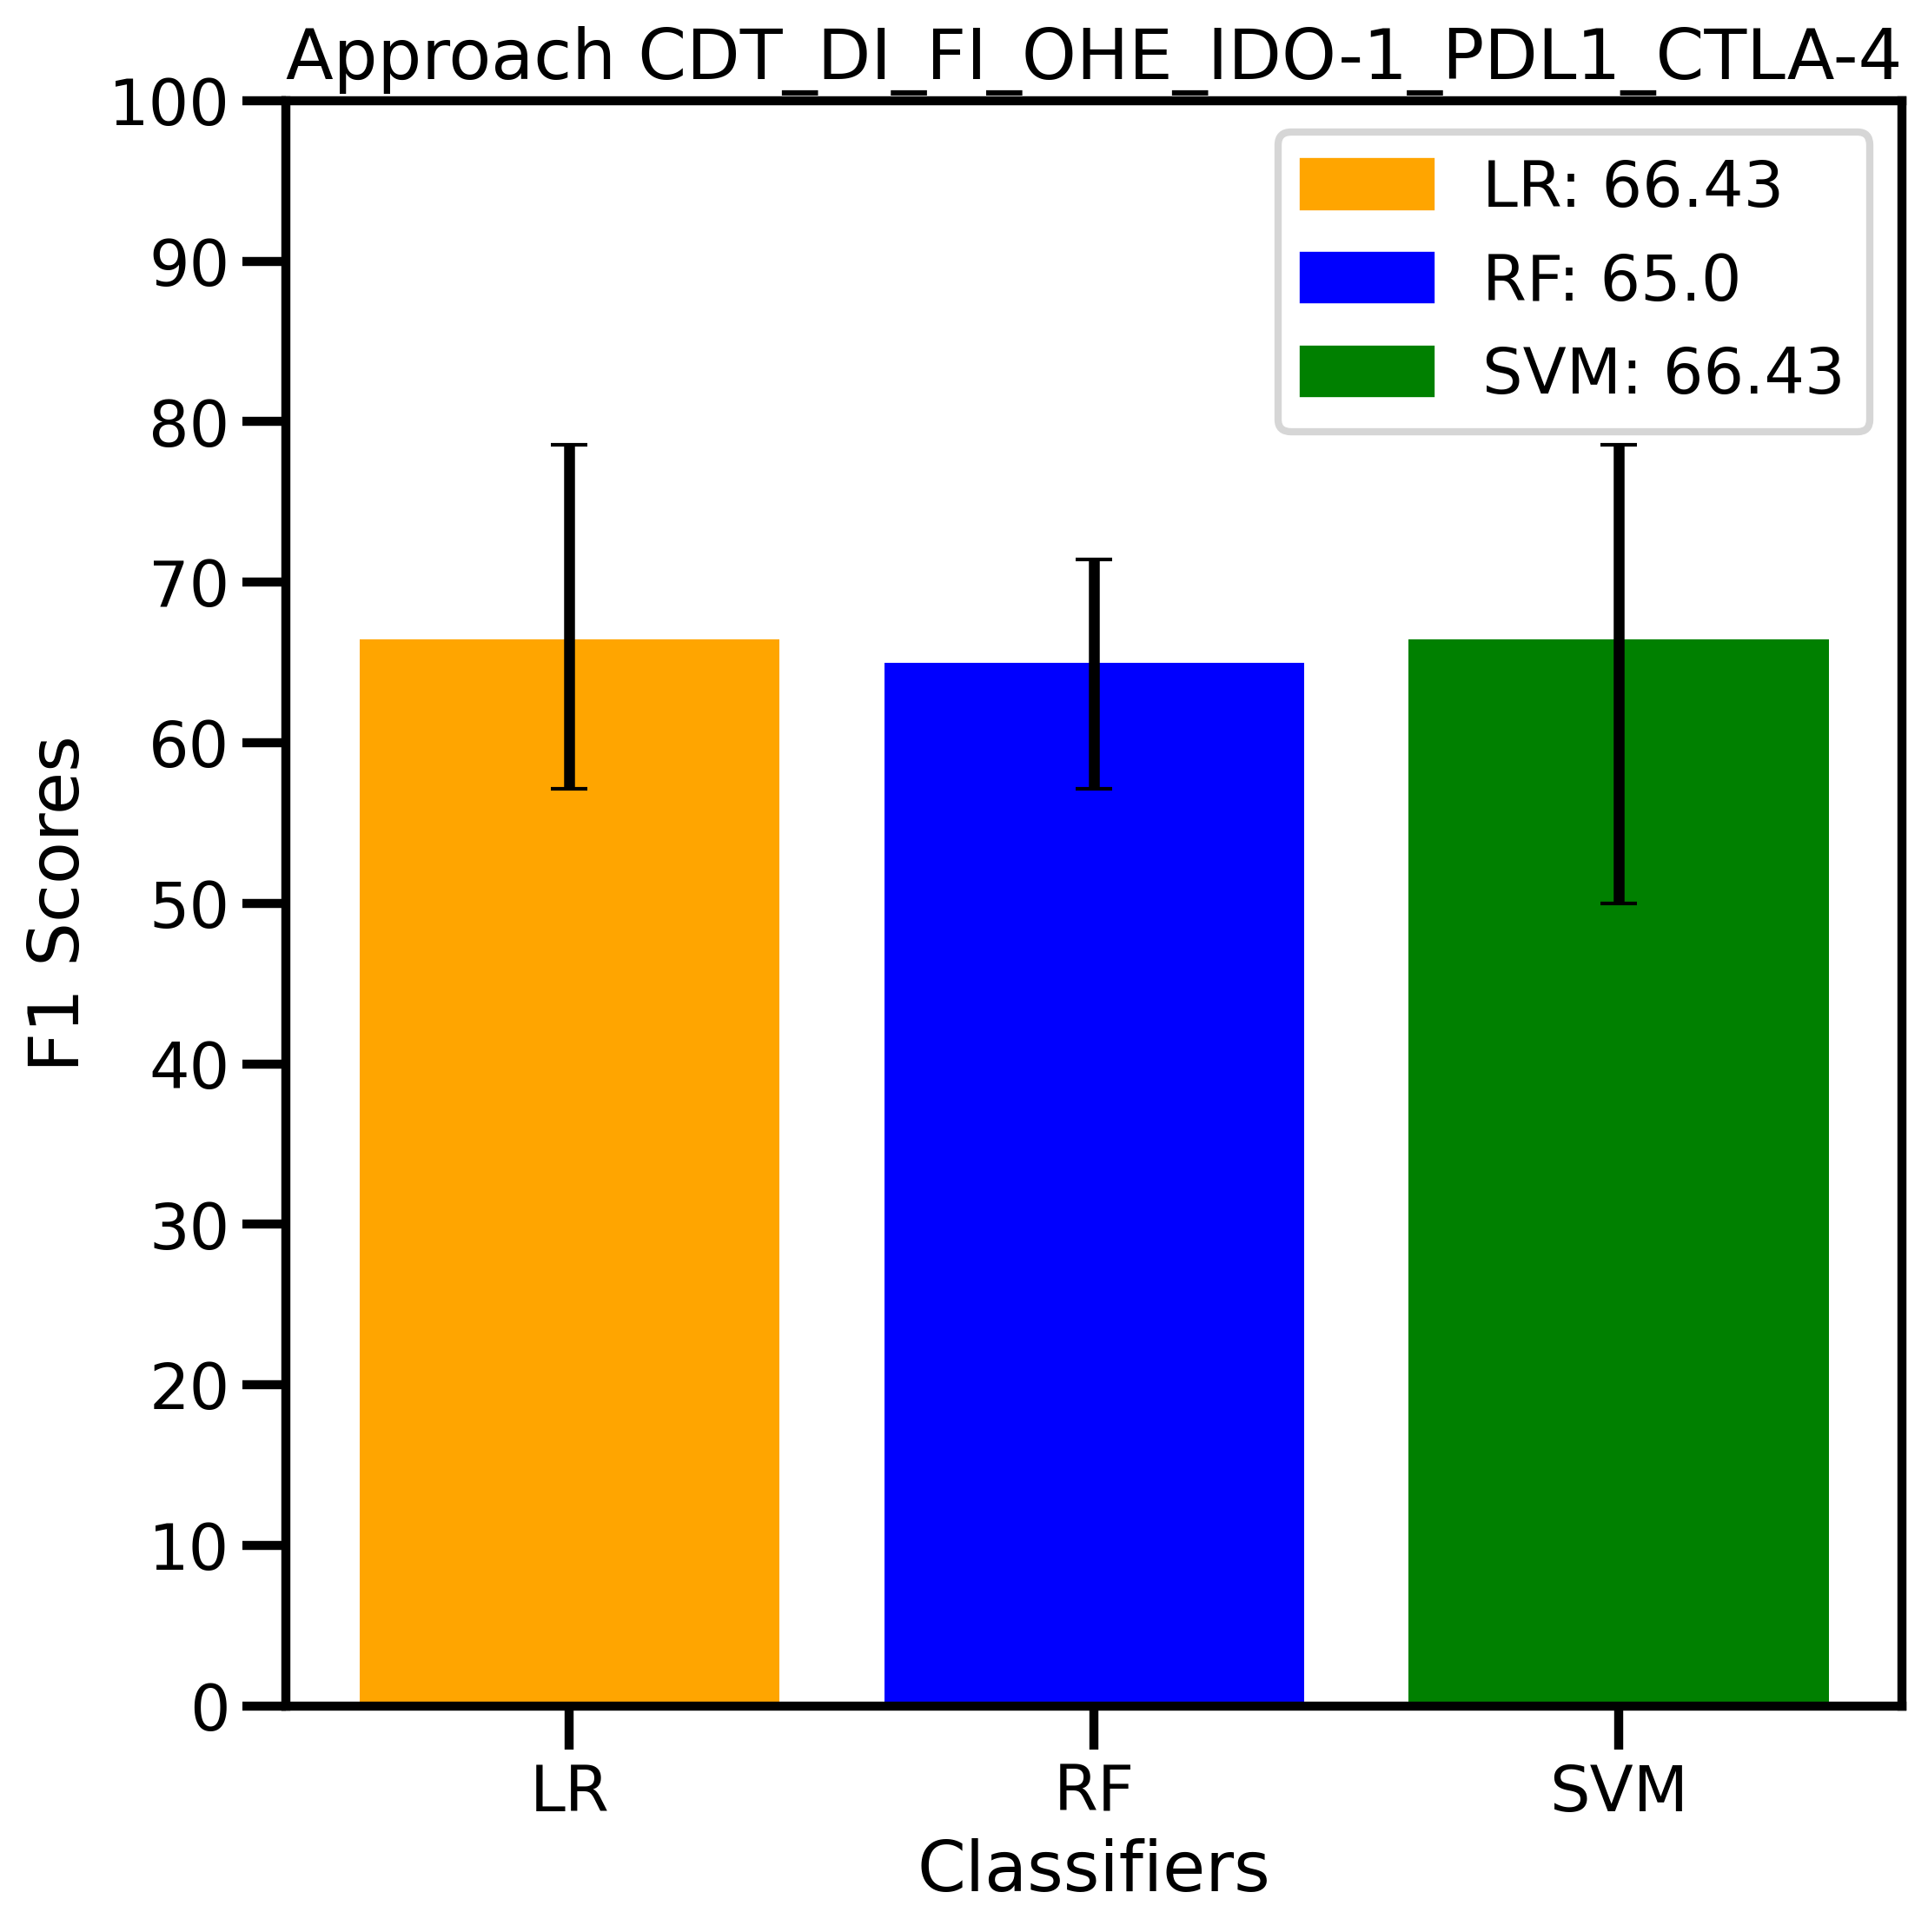 Approach CDT_DI_FI_OHE_IDO-1_PDL1_CTLA-4
100
90
80
70
60
50
40
30
20
10
0
F1 Scores
LR: 66.43
RF: 65.0
SVM: 66.43
LR
RF
SVM
Classifiers